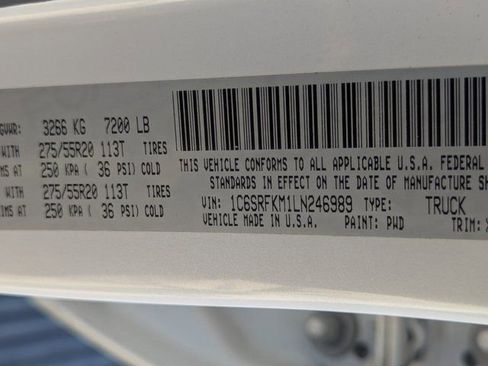 GVWR: 3266 KG 7200 LB
WITH 275/55R20 113T TIRES
RIMS AT 250 KPA ( 36 PSI) COLD
WITH 275/55R20 113T TIRES
RIMS AT 250 KPA ( 36 PSI) COLD
THIS VEHICLE CONFORMS TO ALL APPLICABLE U.S.A. FEDERAL
STANDARDS IN EFFECT ON THE DATE OF MANUFACTURE
VIN: 1C6SRFKM1LN246989 TYPE: TRUCK
VEHICLE MADE IN U.S.A. PAINT: PWD TRIM: